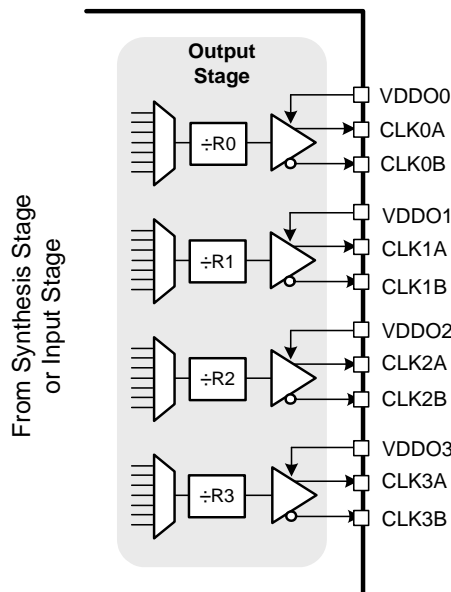 Output
Stage
VDDO0
CLK0A
÷R0
CLK0B
VDDO1
CLK1A
÷R1
CLK1B
From Synthesis Stage
or Input Stage
VDDO2
CLK2A
÷R2
CLK2B
VDDO3
CLK3A
÷R3
CLK3B